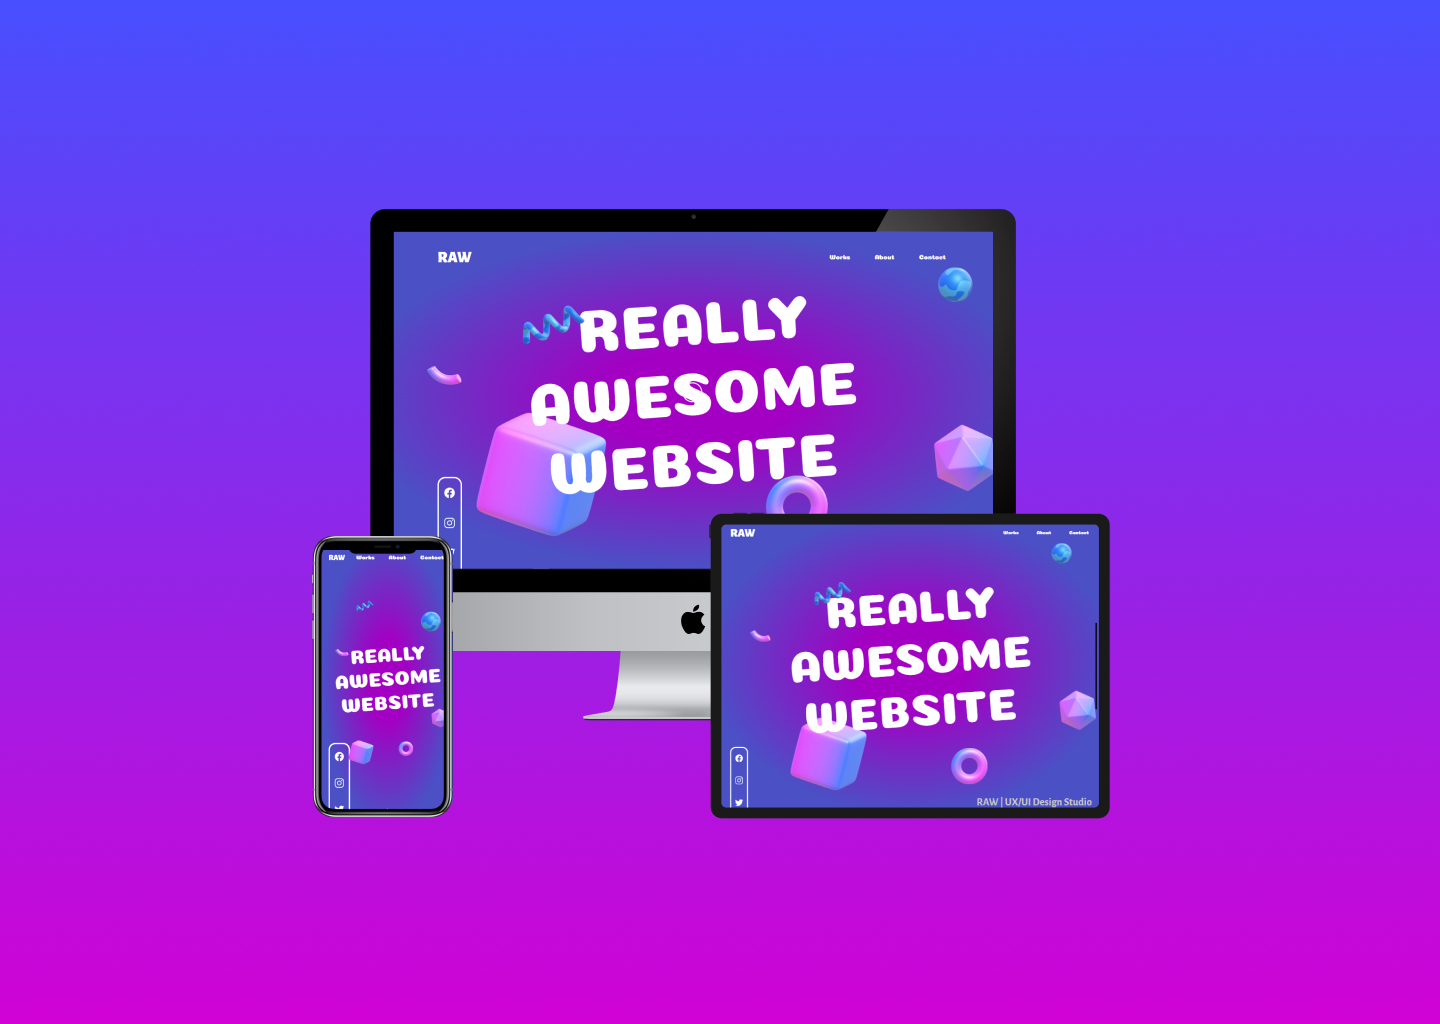 RAW
Works About Contact
REALLY
AWESOME
WEBSITE
RAW Works About Contact
REALLY
AWESOME
WEBSITE
RAW
Works About Contact
REALLY
AWESOME
WEBSITE
RAW | UX/UI Design Studio